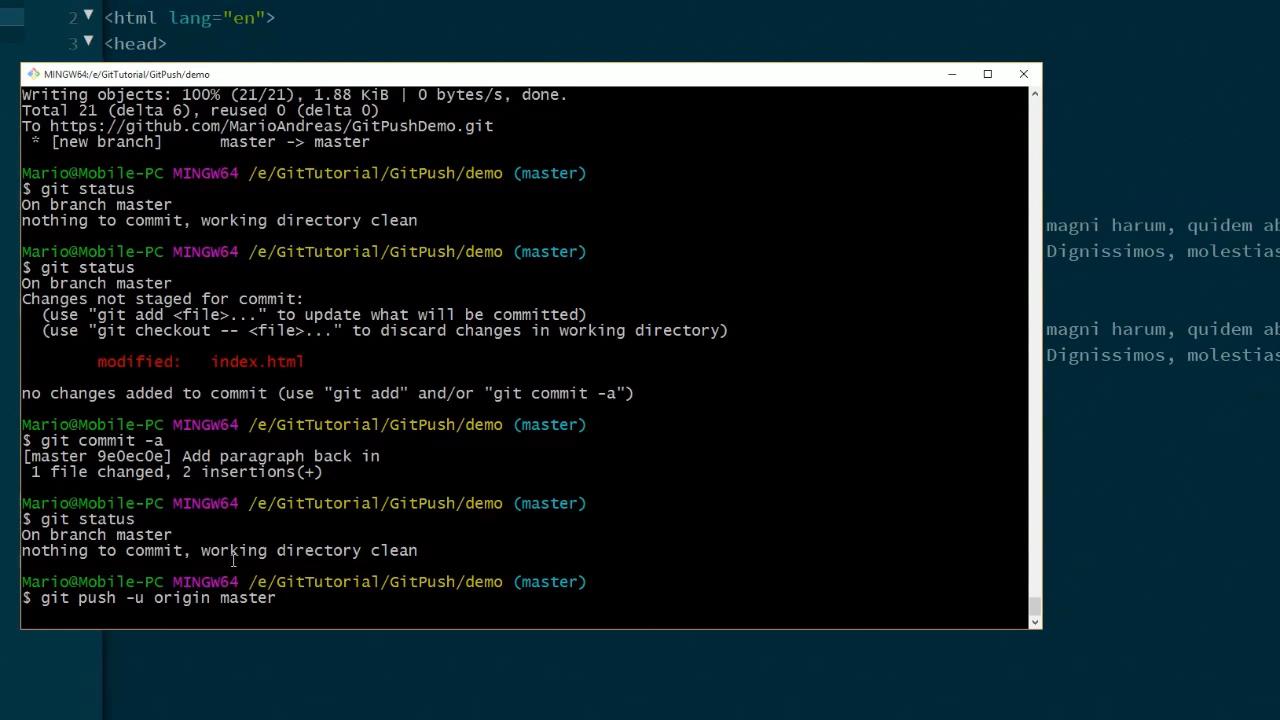 2 <html lang="en">
3 <head>
MINGW64:/e/GitTutorial/GitPush/demo
Writing objects: 100% (21/21), 1.88 KiB | 0 bytes/s, done.
Total 21 (delta 6), reused 0 (delta 0)
To https://github.com/MarioAndreas/GitPushDemo.git
* [new branch] master -> master
Mario@Mobile-PC MINGW64 /e/GitTutorial/GitPush/demo (master)
$ git status
On branch master
nothing to commit, working directory clean
Mario@Mobile-PC MINGW64 /e/GitTutorial/GitPush/demo (master)
$ git status
On branch master
Changes not staged for commit:
(use "git add <file>..." to update what will be committed)
(use "git checkout -- <file>..." to discard changes in working directory)
modified: index.html
no changes added to commit (use "git add" and/or "git commit -a")
Mario@Mobile-PC MINGW64 /e/GitTutorial/GitPush/demo (master)
$ git commit -a
[master 9e0ec0e] Add paragraph back in
1 file changed, 2 insertions(+)
Mario@Mobile-PC MINGW64 /e/GitTutorial/GitPush/demo (master)
$ git status
On branch master
nothing to commit, working directory clean
Mario@Mobile-PC MINGW64 /e/GitTutorial/GitPush/demo (master)
$ git push -u origin master
magni harum, quidem ab
Dignissimos, molestias
magni harum, quidem ab
Dignissimos, molestias